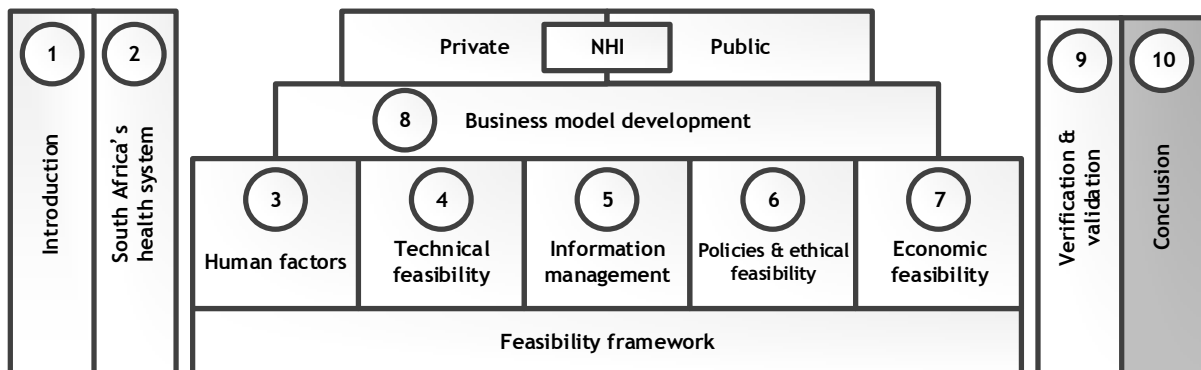 1
Introduction
2
South Africa's
health system
Private
NHI
Public
8
Business model development
3
Human factors
4
Technical
feasibility
5
Information
management
6
Policies & ethical
feasibility
7
Economic
feasibility
Feasibility framework
9
Verification &
validation
10
Conclusion